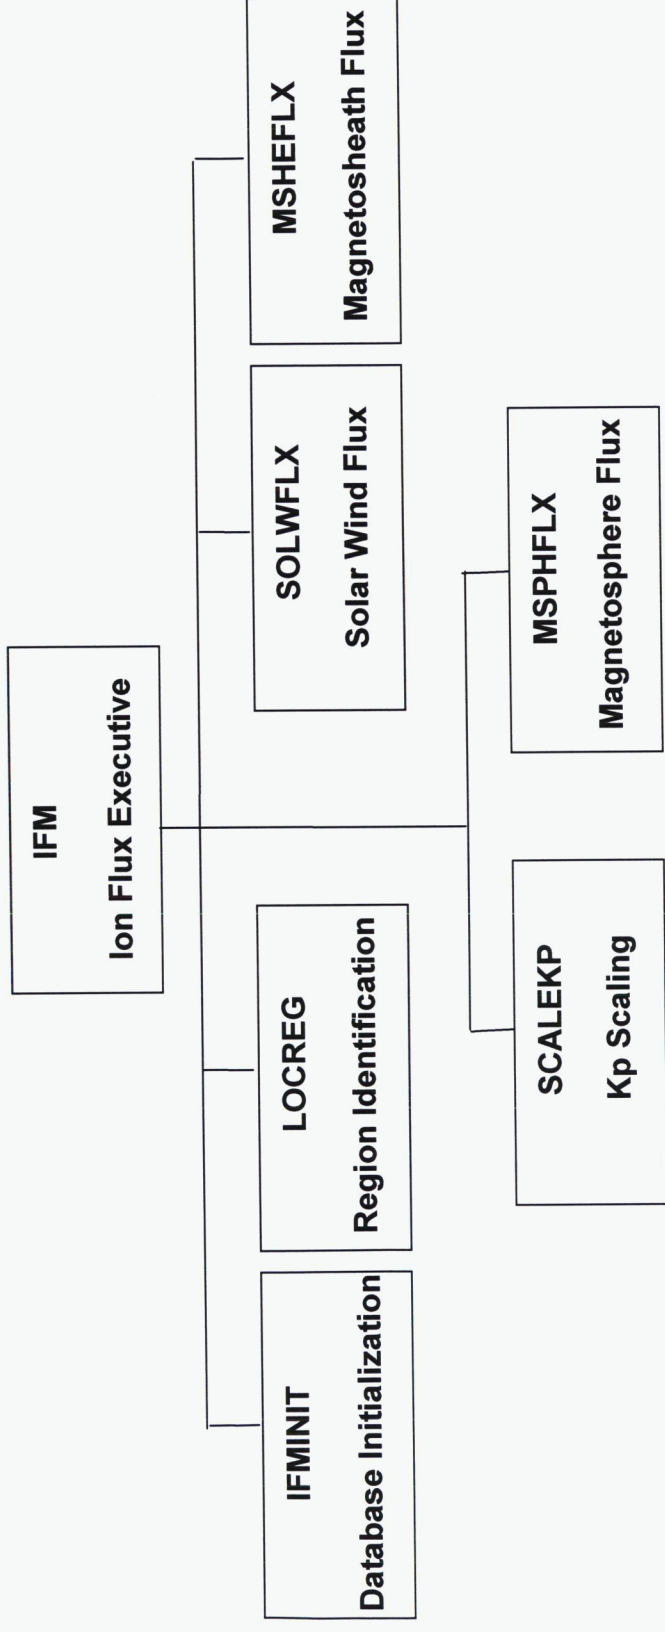 IFM
Ion Flux Executive
IFMINIT
Database Initialization
LOCREG
Region Identification
SOLWFLX
Solar Wind Flux
MSHEFLX
Magnetosheath Flux
SCALEKP
Kp Scaling
MSPHFLX
Magnetosphere Flux